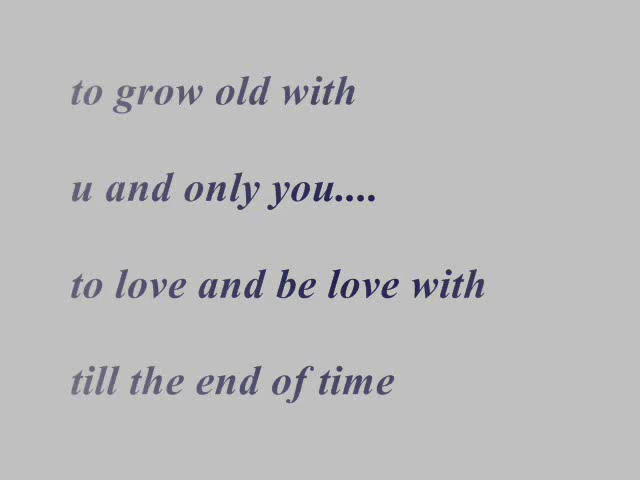 to grow old with
u and only you....
to love and be love with
till the end of time